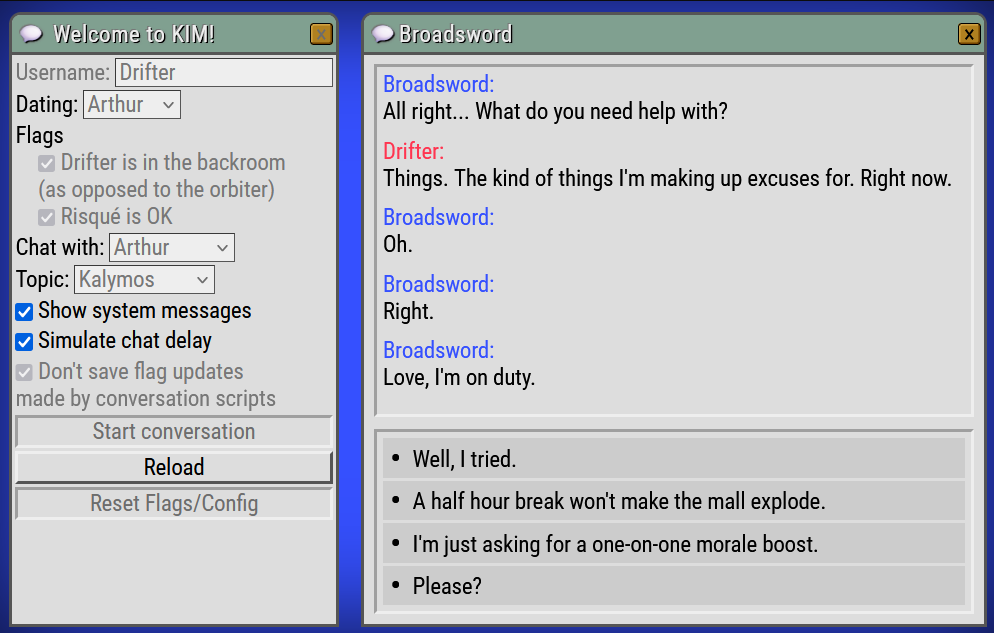 Welcome to KIM!
x
Username: Drifter
Dating: Arthur
Flags
Drifter is in the backroom
(as opposed to the orbiter)
Risqué is OK
Chat with: Arthur
Topic: Kalymos
Show system messages
Simulate chat delay
Don't save flag updates
made by conversation scripts
Start conversation
Reload
Reset Flags/Config
Broadsword
x
Broadsword:
All right... What do you need help with?
Drifter:
Things. The kind of things I'm making up excuses for. Right now.
Broadsword:
Oh.
Broadsword:
Right.
Broadsword:
Love, I'm on duty.
• Well, I tried.
• A half hour break won't make the mall explode.
• I'm just asking for a one-on-one morale boost.
• Please?